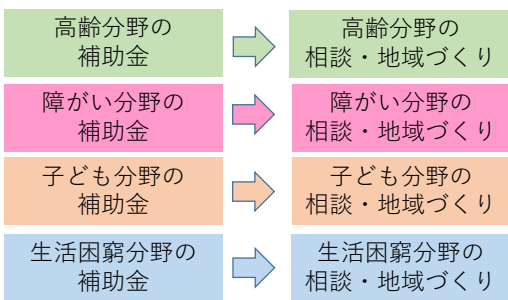 高齢分野の
補助金
高齢分野の
相談・地域づくり
障がい分野の
補助金
障がい分野の
相談・地域づくり
子ども分野の
補助金
子ども分野の
相談・地域づくり
生活困窮分野の
補助金
生活困窮分野の
相談・地域づくり